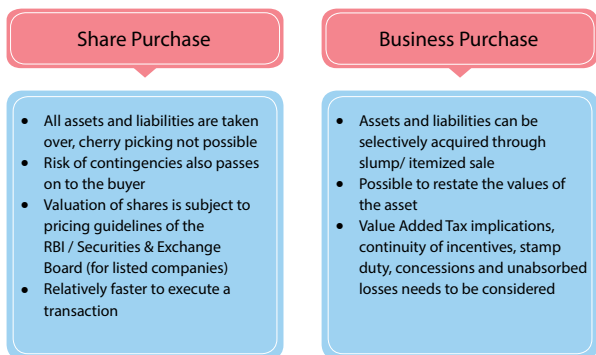 Share Purchase
• All assets and liabilities are taken
over, cherry picking not possible
• Risk of contingencies also passes
on to the buyer
• Valuation of shares is subject to
pricing guidelines of the
RBI / Securities & Exchange
Board (for listed companies)
• Relatively faster to execute a
transaction
Business Purchase
• Assets and liabilities can be
selectively acquired through
slump/ itemized sale
• Possible to restate the values of
the asset
• Value Added Tax implications,
continuity of incentives, stamp
duty, concessions and unabsorbed
losses needs to be considered